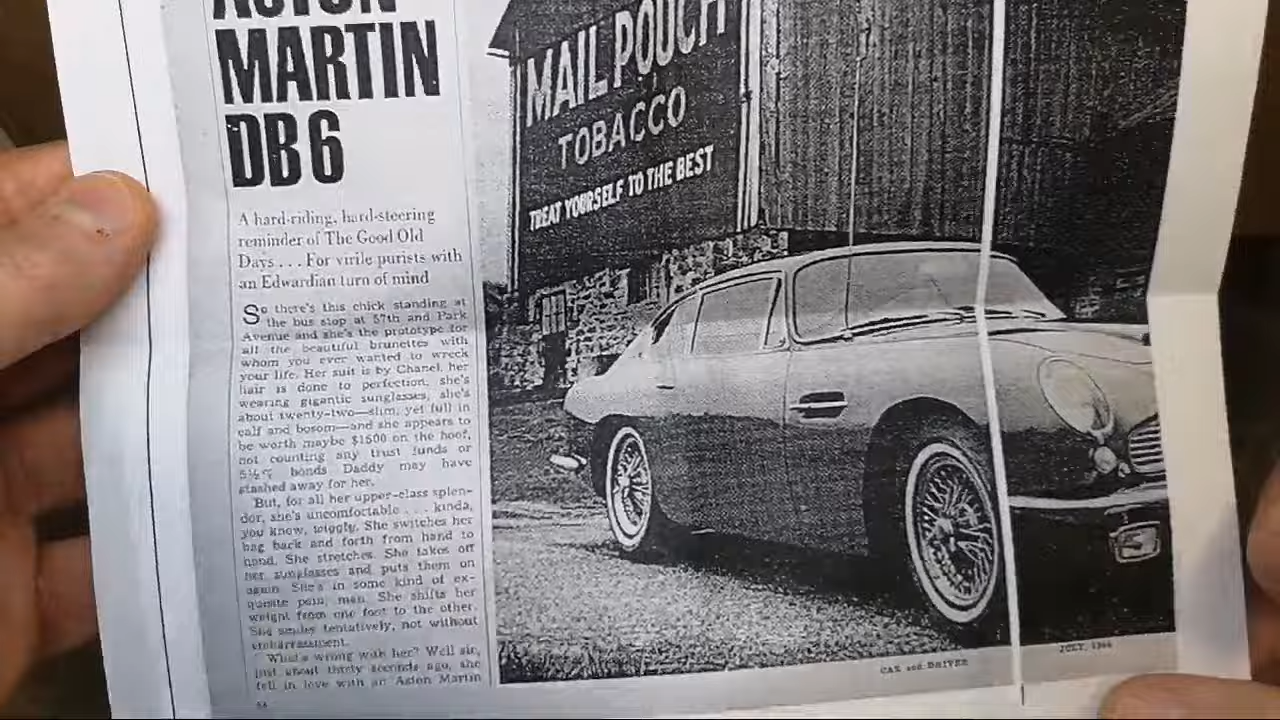 ASTON
MARTIN
DB6
A hard-riding, hard-steering
reminder of The Good Old
Days . . . For virile purists with
an Edwardian turn of mind
So there's this chick standing at
the bus stop at 57th and Park
Avenue and she's the prototype for
all the beautiful brunettes with
whom you ever wanted to wreck
your life. Her suit is by Chanel, her
hair is done to perfection, she's
wearing gigantic sunglasses, she's
about twenty-two—slim, yet full in
calf and bosom—and she appears to
be worth maybe $1500 on the hoof,
not counting any trust funds or
5½% bonds Daddy may have
stashed away for her.
But, for all her upper-class splen-
dor, she's uncomfortable . . . kinda,
you know, wiggly. She switches her
bag back and forth from hand to
hand. She stretches. She takes off
her sunglasses and puts them on
again. She's in some kind of ex-
quisite pain, man. She shifts her
weight from one foot to the other.
She smiles tentatively, not without
embarrassment.
What's wrong with her? Well sir,
just about thirty seconds ago, she
fell in love with an Aston Martin
MAIL POUCH
TOBACCO
TREAT YOURSELF TO THE BEST
CAR and DRIVER
JULY, 1966